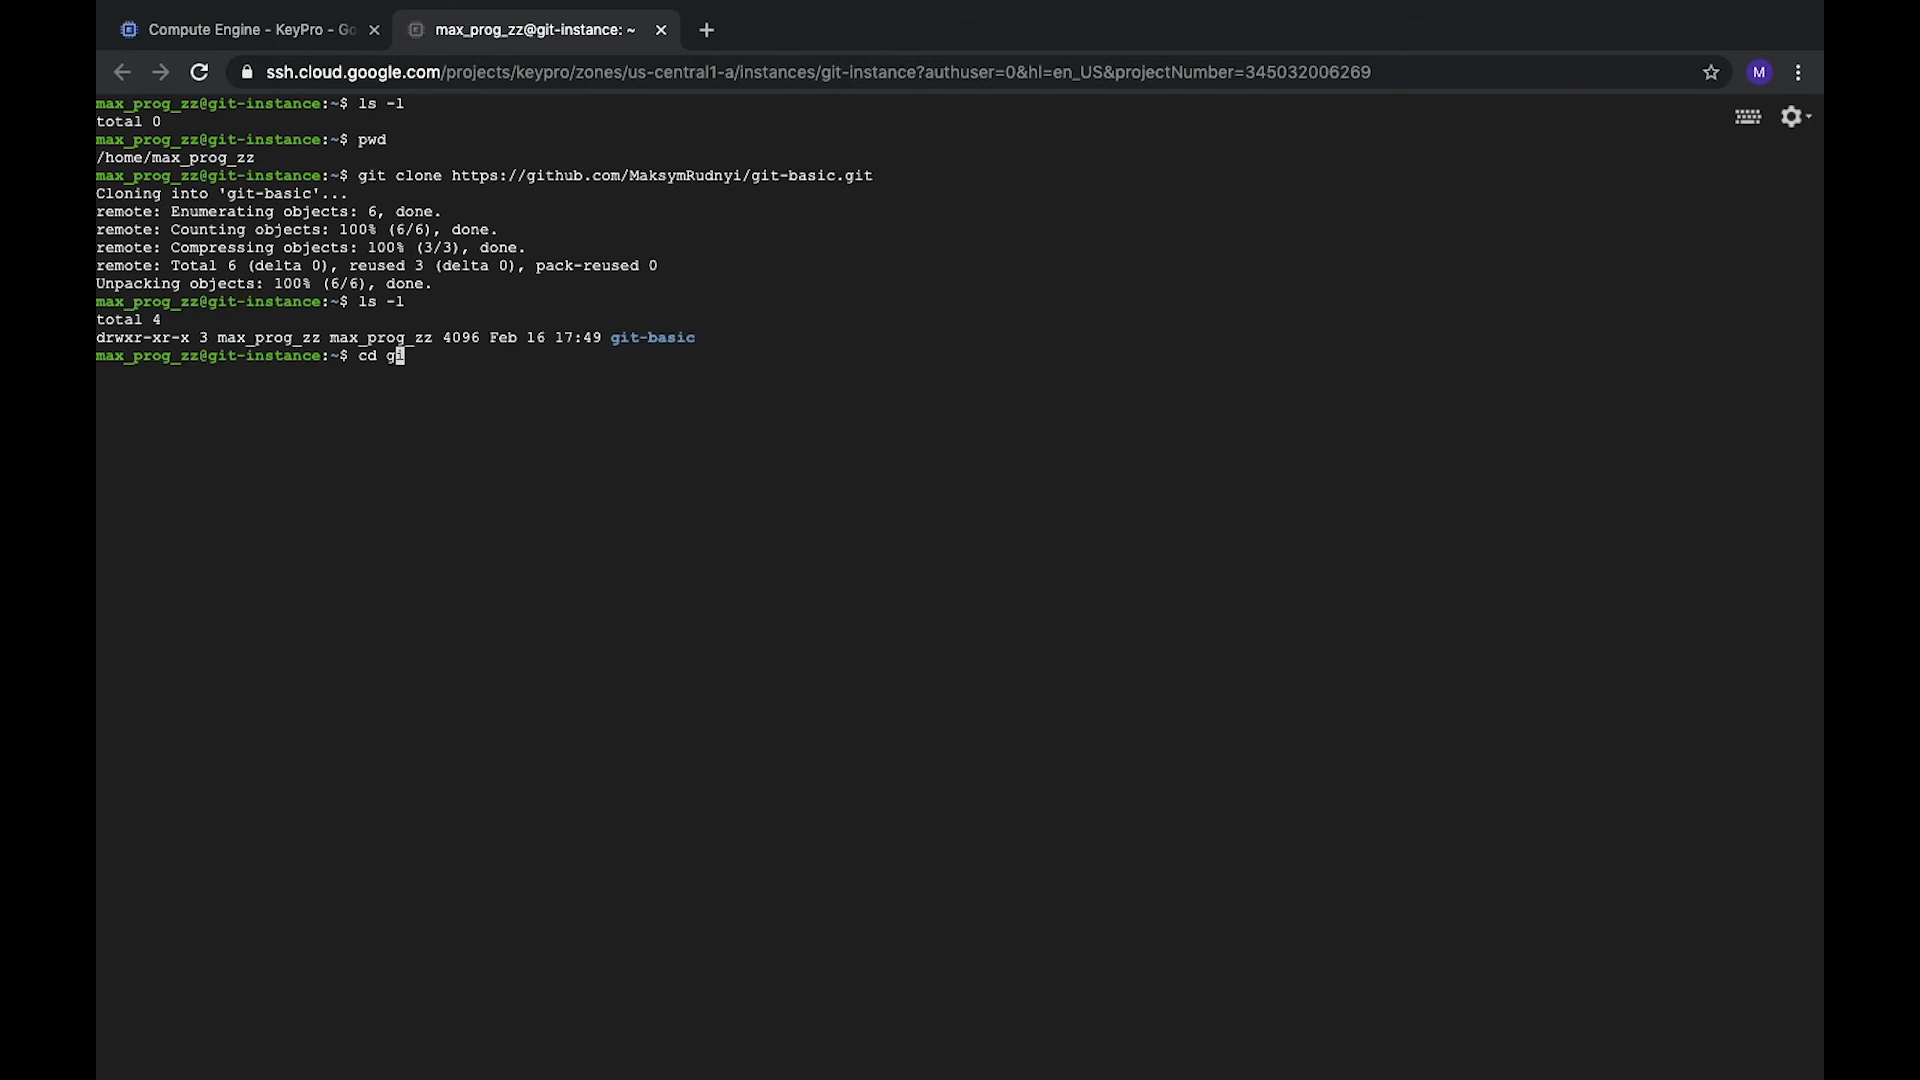 Compute Engine - KeyPro - Go
max_prog_zz@git-instance: ~
ssh.cloud.google.com/projects/keypro/zones/us-central1-a/instances/git-instance?authuser=0&hl=en_US&projectNumber=345032006269
M
max_prog_zz@git-instance:~$ ls -l
total 0
max_prog_zz@git-instance:~$ pwd
/home/max_prog_zz
max_prog_zz@git-instance:~$ git clone https://github.com/MaksymRudnyi/git-basic.git
Cloning into 'git-basic'...
remote: Enumerating objects: 6, done.
remote: Counting objects: 100% (6/6), done.
remote: Compressing objects: 100% (3/3), done.
remote: Total 6 (delta 0), reused 3 (delta 0), pack-reused 0
Unpacking objects: 100% (6/6), done.
max_prog_zz@git-instance:~$ ls -l
total 4
drwxr-xr-x 3 max_prog_zz max_prog_zz 4096 Feb 16 17:49 git-basic
max_prog_zz@git-instance:~$ cd gi